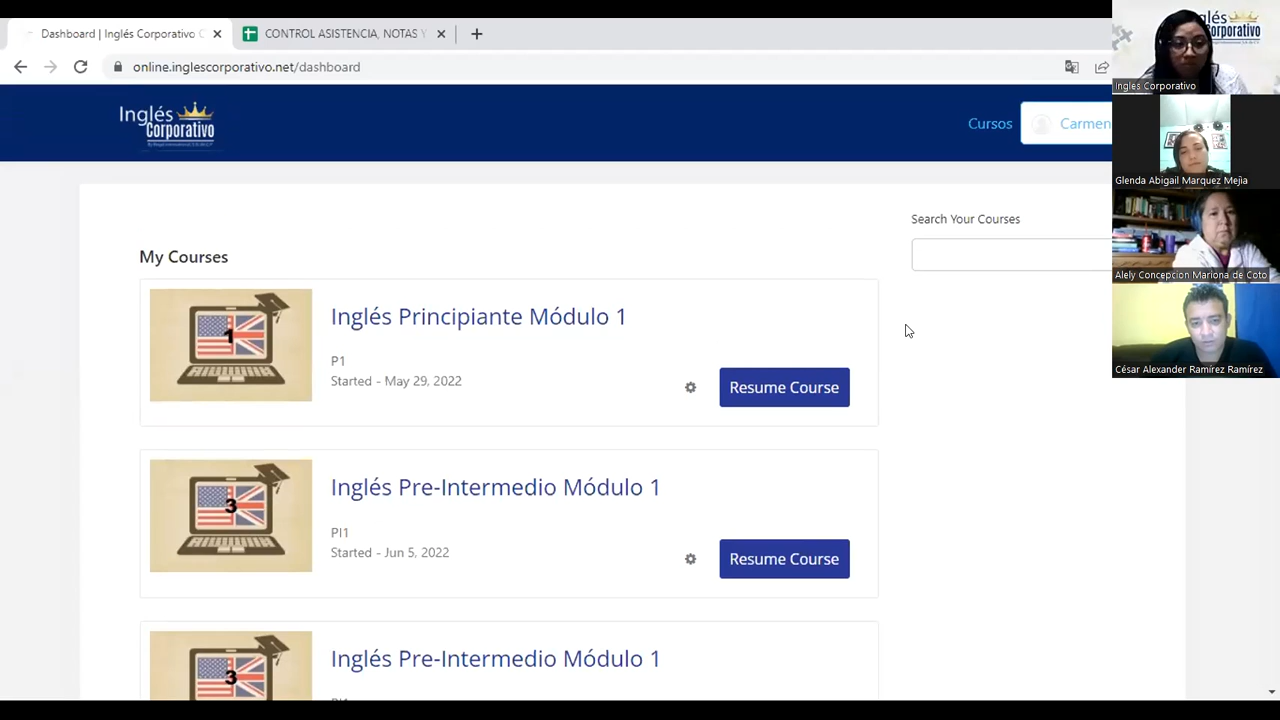 Dashboard | Inglés Corporativo C
CONTROL ASISTENCIA, NOTAS Y
online.inglescorporativo.net/dashboard
Inglés
Corporativo
Cursos
Carmen
Search Your Courses
My Courses
1
Inglés Principiante Módulo 1
P1
Started - May 29, 2022
Resume Course
3
Inglés Pre-Intermedio Módulo 1
PI1
Started - Jun 5, 2022
Resume Course
3
Inglés Pre-Intermedio Módulo 1
Inglés Corporativo
Glenda Abigail Marquez Mejia
Alely Concepcion Mariona de Coto
César Alexander Ramírez Ramírez